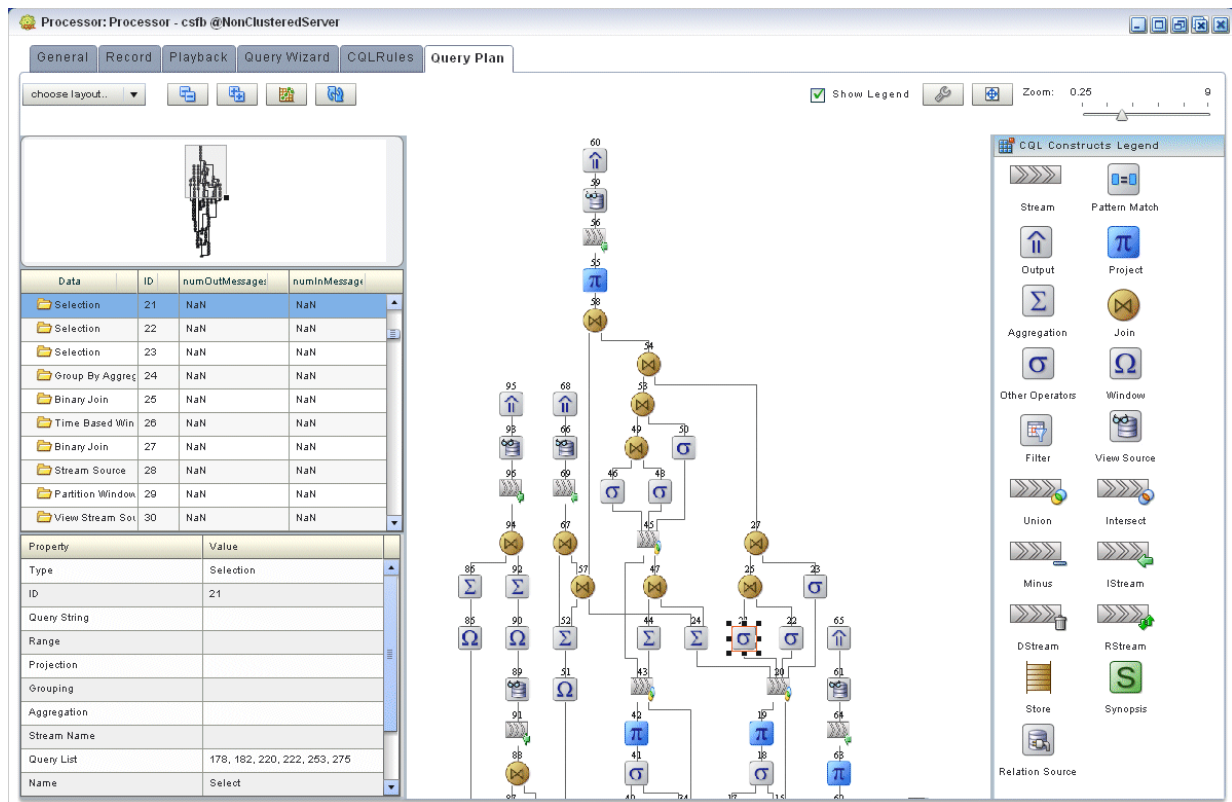 Processor: Processor - csfb @NonClusteredServer
General Record Playback Query Wizard CQLRules Query Plan
choose layout.. Show Legend Zoom: 0.25 9
Data ID numOutMessages numInMessage
Selection 21 NaN NaN
Selection 22 NaN NaN
Selection 23 NaN NaN
Group By Aggreg 24 NaN NaN
Binary Join 25 NaN NaN
Time Based Win 26 NaN NaN
Binary Join 27 NaN NaN
Stream Source 28 NaN NaN
Partition Window 29 NaN NaN
View Stream Sou 30 NaN NaN
Property Value
Type Selection
ID 21
Query String
Range
Projection
Grouping
Aggregation
Stream Name
Query List 178, 182, 220, 222, 253, 275
Name Select
60
59
56
55
π
58
54
95 68 53
93 66 49 50
σ
96 69 46 48
σ σ
94 67 45 27
86 92 57 47 25 23
Σ Σ σ
85 90 52 44 24 22 65
Ω Ω Σ Σ Σ σ σ
89 51 43 20 61
Ω
91 42 19 64
π π
88 41 18 63
σ σ π
CQL Constructs Legend
Stream Pattern Match
π
Output Project
Σ
Aggregation Join
σ Ω
Other Operators Window
Filter View Source
Union Intersect
Minus IStream
DStream RStream
S
Store Synopsis
Relation Source